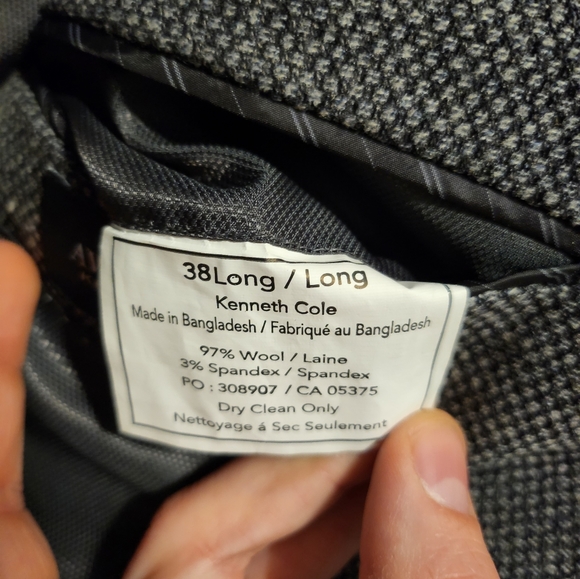 38Long / Long
Kenneth Cole
Made in Bangladesh / Fabriqué au Bangladesh
97% Wool / Laine
3% Spandex / Spandex
PO : 308907 / CA 05375
Dry Clean Only
Nettoyage á Sec Seulement